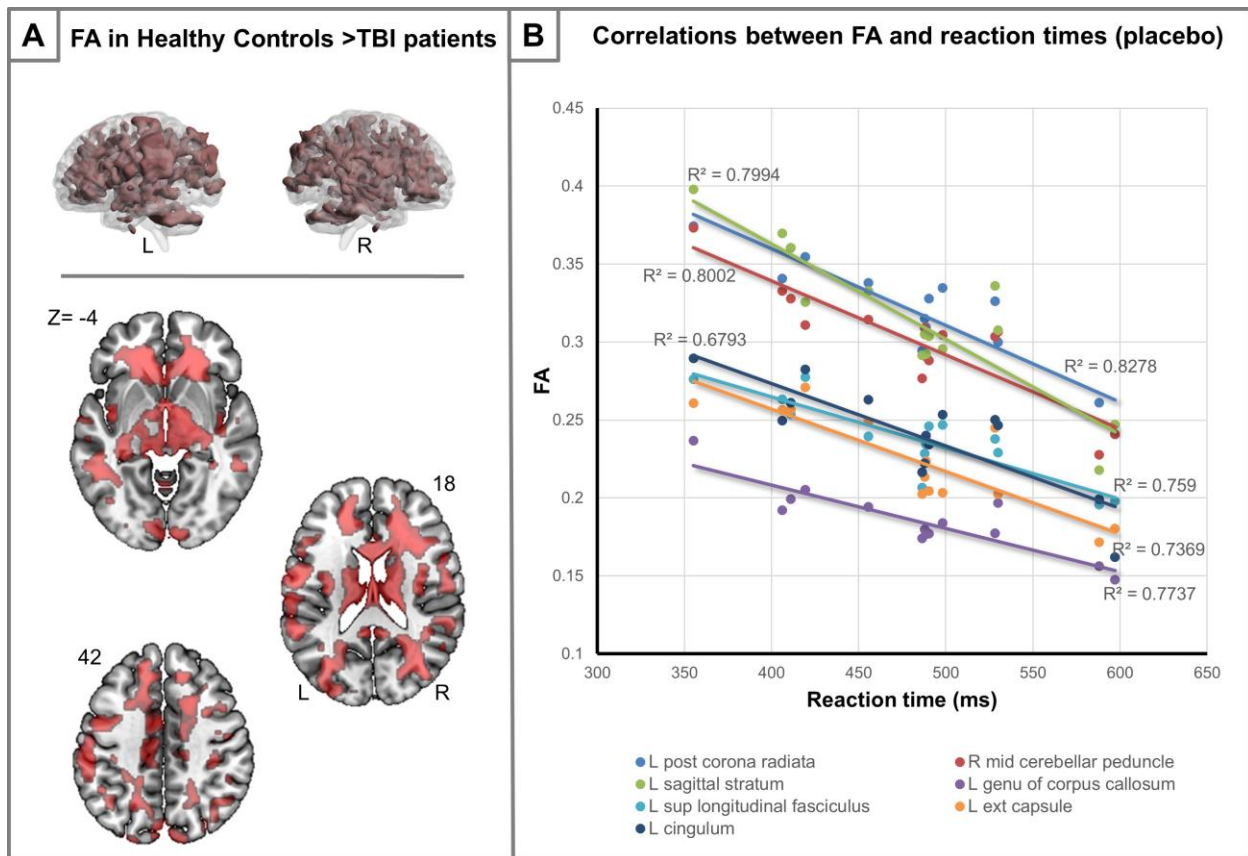 A
FA in Healthy Controls >TBI patients
L
R
Z= -4
18
42
L
R
B
Correlations between FA and reaction times (placebo)
0.45
0.4
0.35
0.3
0.25
0.2
0.15
0.1
FA
R² = 0.7994
R² = 0.8002
R² = 0.6793
R² = 0.8278
R² = 0.759
R² = 0.7369
R² = 0.7737
300 350 400 450 500 550 600 650
Reaction time (ms)
L post corona radiata
R mid cerebellar peduncle
L sagittal stratum
L genu of corpus callosum
L sup longitudinal fasciculus
L ext capsule
L cingulum